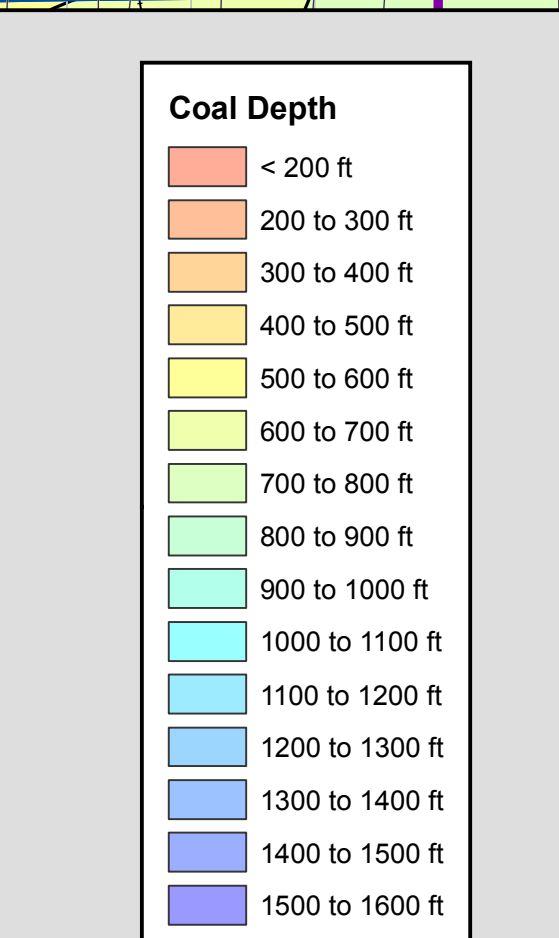 Coal Depth
< 200 ft
200 to 300 ft
300 to 400 ft
400 to 500 ft
500 to 600 ft
600 to 700 ft
700 to 800 ft
800 to 900 ft
900 to 1000 ft
1000 to 1100 ft
1100 to 1200 ft
1200 to 1300 ft
1300 to 1400 ft
1400 to 1500 ft
1500 to 1600 ft